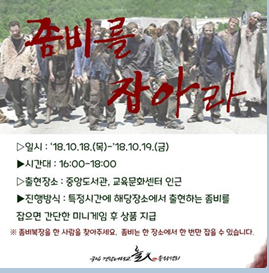 좀비를
잡아라
▷일시 : '18.10.18.(목)-'18.10.19.(금)
▶시간대 : 16:00-18:00
▷출현장소 : 중앙도서관, 교육문화센터 인근
▶진행방식 : 특정시간에 해당장소에서 출현하는 좀비를
잡으면 간단한 미니게임 후 상품 지급
※ 좀비복장을 한 사람을 찾아주세요. 좀비는 한 장소에서 한 번만 잡을 수 있습니다.